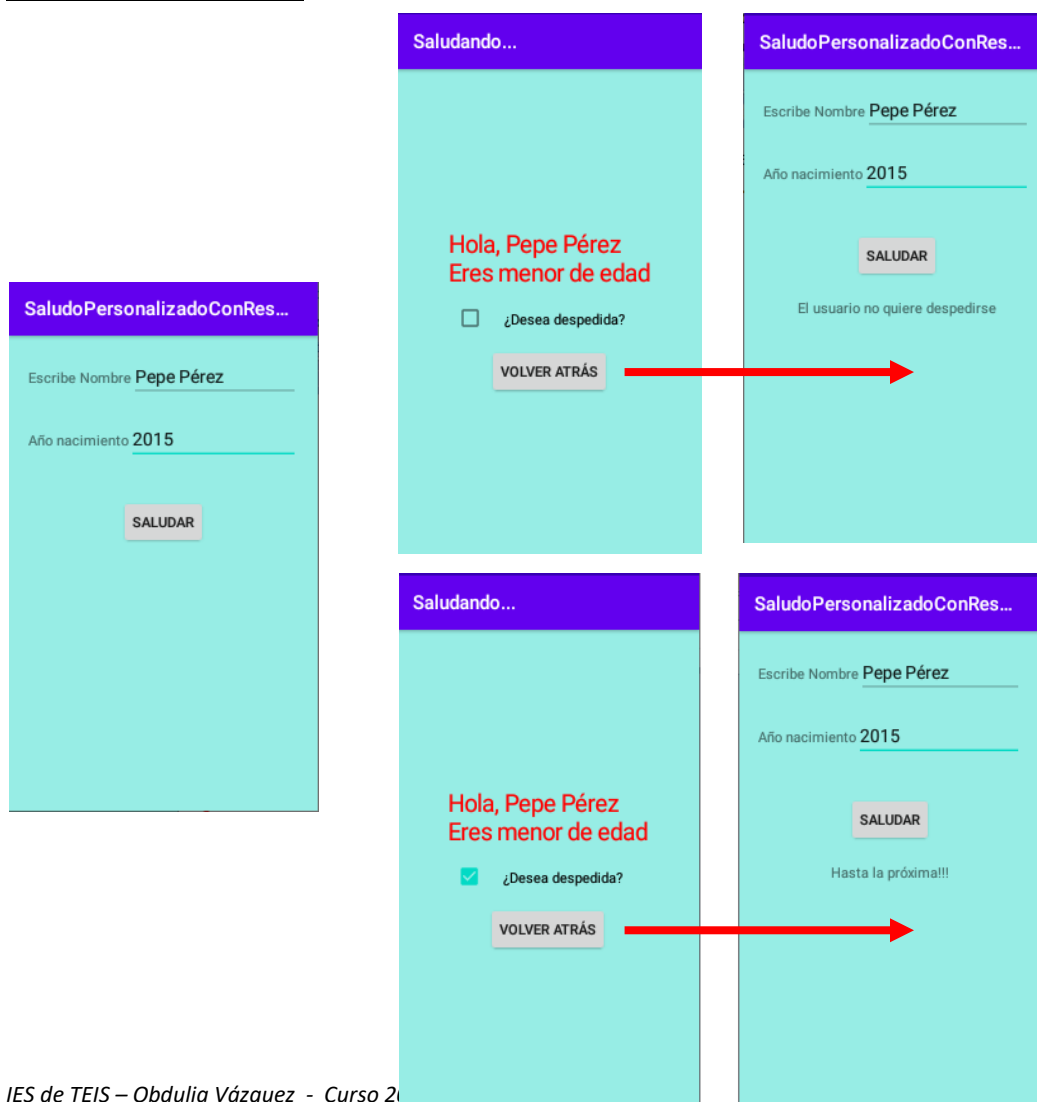 SaludoPersonalizadoConRes...
Escribe Nombre Pepe Pérez
Año nacimiento 2015
SALUDAR
Saludando...
Hola, Pepe Pérez
Eres menor de edad
¿Desea despedida?
VOLVER ATRÁS
SaludoPersonalizadoConRes...
Escribe Nombre Pepe Pérez
Año nacimiento 2015
SALUDAR
El usuario no quiere despedirse
Saludando...
Hola, Pepe Pérez
Eres menor de edad
¿Desea despedida?
VOLVER ATRÁS
SaludoPersonalizadoConRes...
Escribe Nombre Pepe Pérez
Año nacimiento 2015
SALUDAR
Hasta la próxima!!!
IES de TEIS – Obdulia Vázquez - Curso